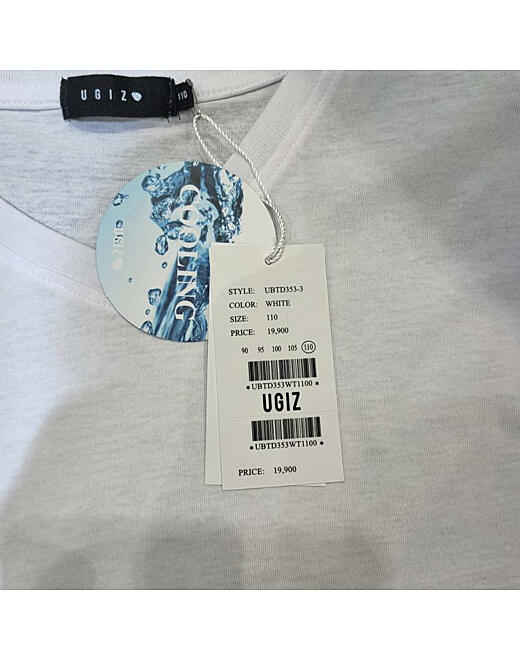 UGIZ
110
UGIZ
COOLING
STYLE: UBTD353-3
COLOR: WHITE
SIZE: 110
PRICE: 19,900
90 95 100 105 110
*UBTD353WT1100*
UGIZ
*UBTD353WT1100*
PRICE: 19,900